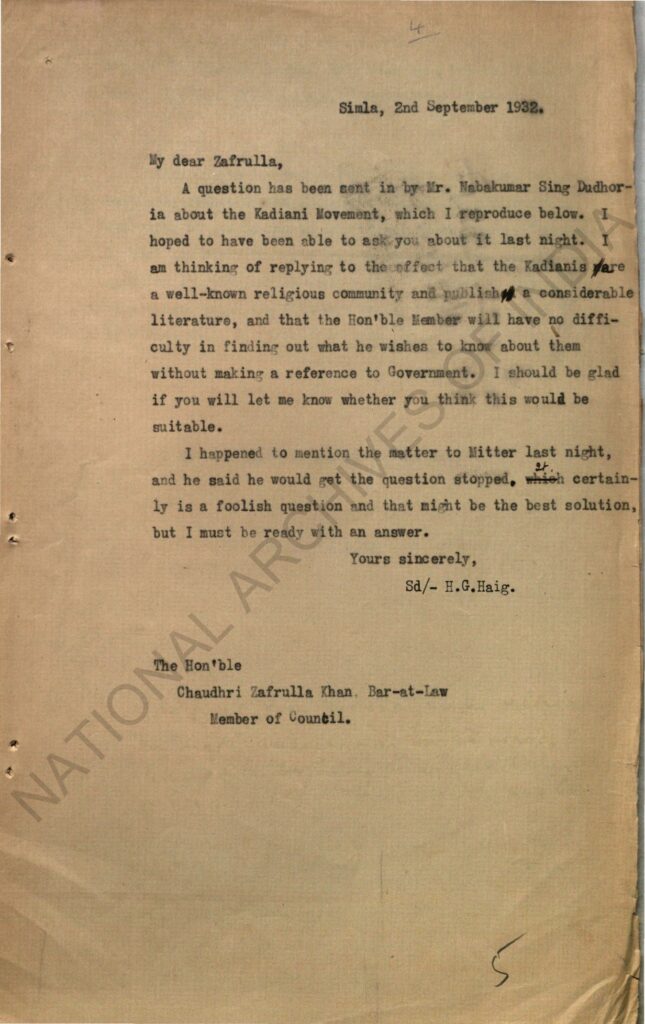 4
Simla, 2nd September 1932.
My dear Zafrulla,
A question has been sent in by Mr. Nabakumar Sing Dudhor-
ia about the Kadiani Movement, which I reproduce below. I
hoped to have been able to ask you about it last night. I
am thinking of replying to the effect that the Kadianis are
a well-known religious community and publish a considerable
literature, and that the Hon'ble Member will have no diffi-
culty in finding out what he wishes to know about them
without making a reference to Government. I should be glad
if you will let me know whether you think this would be
suitable.
I happened to mention the matter to Mitter last night,
and he said he would get the question stopped. It certain-
ly is a foolish question and that might be the best solution,
but I must be ready with an answer.
Yours sincerely,
Sd/- H.G.Haig.
The Hon'ble
Chaudhri Zafrulla Khan, Bar-at-Law
Member of Council.
5
NATIONAL ARCHIVES OF INDIA